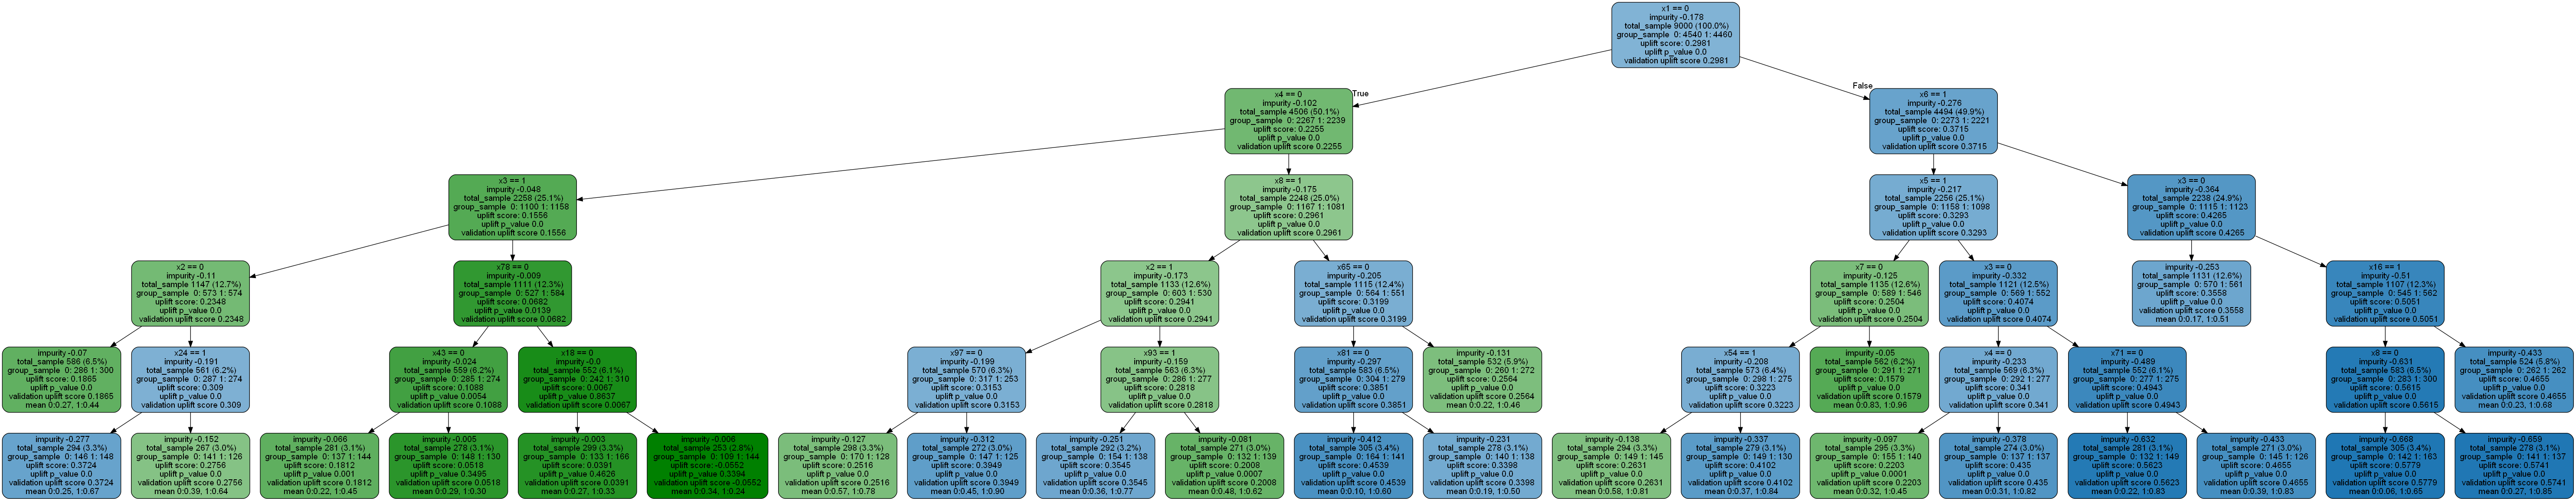 x1 == 0
impurity -0.178
total_sample 9000 (100.0%)
group_sample 0: 4540 1: 4460
uplift score: 0.2981
uplift p_value 0.0
validation uplift score 0.2981
True
False
x4 == 0
impurity -0.102
total_sample 4506 (50.1%)
group_sample 0: 2267 1: 2239
uplift score: 0.2255
uplift p_value 0.0
validation uplift score 0.2255
x6 == 1
impurity -0.276
total_sample 4494 (49.9%)
group_sample 0: 2273 1: 2221
uplift score: 0.3715
uplift p_value 0.0
validation uplift score 0.3715
x3 == 1
impurity -0.048
total_sample 2258 (25.1%)
group_sample 0: 1100 1: 1158
uplift score: 0.1556
uplift p_value 0.0
validation uplift score 0.1556
x8 == 1
impurity -0.175
total_sample 2248 (25.0%)
group_sample 0: 1167 1: 1081
uplift score: 0.2961
uplift p_value 0.0
validation uplift score 0.2961
x5 == 1
impurity -0.217
total_sample 2256 (25.1%)
group_sample 0: 1158 1: 1098
uplift score: 0.3293
uplift p_value 0.0
validation uplift score 0.3293
x3 == 0
impurity -0.364
total_sample 2238 (24.9%)
group_sample 0: 1115 1: 1123
uplift score: 0.4265
uplift p_value 0.0
validation uplift score 0.4265
x2 == 0
impurity -0.11
total_sample 1147 (12.7%)
group_sample 0: 573 1: 574
uplift score: 0.2348
uplift p_value 0.0
validation uplift score 0.2348
x78 == 0
impurity -0.009
total_sample 1111 (12.3%)
group_sample 0: 527 1: 584
uplift score: 0.0682
uplift p_value 0.0139
validation uplift score 0.0682
x2 == 1
impurity -0.173
total_sample 1133 (12.6%)
group_sample 0: 603 1: 530
uplift score: 0.2941
uplift p_value 0.0
validation uplift score 0.2941
x65 == 0
impurity -0.205
total_sample 1115 (12.4%)
group_sample 0: 564 1: 551
uplift score: 0.3199
uplift p_value 0.0
validation uplift score 0.3199
x7 == 0
impurity -0.125
total_sample 1135 (12.6%)
group_sample 0: 589 1: 546
uplift score: 0.2504
uplift p_value 0.0
validation uplift score 0.2504
x3 == 0
impurity -0.332
total_sample 1121 (12.5%)
group_sample 0: 569 1: 552
uplift score: 0.4074
uplift p_value 0.0
validation uplift score 0.4074
impurity -0.253
total_sample 1131 (12.6%)
group_sample 0: 570 1: 561
uplift score: 0.3558
uplift p_value 0.0
validation uplift score 0.3558
mean 0:0.17, 1:0.51
x16 == 1
impurity -0.51
total_sample 1107 (12.3%)
group_sample 0: 545 1: 562
uplift score: 0.5051
uplift p_value 0.0
validation uplift score 0.5051
impurity -0.07
total_sample 586 (6.5%)
group_sample 0: 286 1: 300
uplift score: 0.1865
uplift p_value 0.0
validation uplift score 0.1865
mean 0:0.27, 1:0.44
x24 == 1
impurity -0.191
total_sample 561 (6.2%)
group_sample 0: 287 1: 274
uplift score: 0.309
uplift p_value 0.0
validation uplift score 0.309
x43 == 0
impurity -0.024
total_sample 559 (6.2%)
group_sample 0: 285 1: 274
uplift score: 0.1088
uplift p_value 0.0054
validation uplift score 0.1088
x18 == 0
impurity -0.0
total_sample 552 (6.1%)
group_sample 0: 242 1: 310
uplift score: 0.0067
uplift p_value 0.8637
validation uplift score 0.0067
x97 == 0
impurity -0.199
total_sample 570 (6.3%)
group_sample 0: 317 1: 253
uplift score: 0.3153
uplift p_value 0.0
validation uplift score 0.3153
x93 == 1
impurity -0.159
total_sample 563 (6.3%)
group_sample 0: 286 1: 277
uplift score: 0.2818
uplift p_value 0.0
validation uplift score 0.2818
x81 == 0
impurity -0.297
total_sample 583 (6.5%)
group_sample 0: 304 1: 279
uplift score: 0.3851
uplift p_value 0.0
validation uplift score 0.3851
impurity -0.131
total_sample 532 (5.9%)
group_sample 0: 260 1: 272
uplift score: 0.2564
uplift p_value 0.0
validation uplift score 0.2564
mean 0:0.22, 1:0.46
x54 == 1
impurity -0.208
total_sample 573 (6.4%)
group_sample 0: 298 1: 275
uplift score: 0.3223
uplift p_value 0.0
validation uplift score 0.3223
impurity -0.05
total_sample 562 (6.2%)
group_sample 0: 291 1: 271
uplift score: 0.1579
uplift p_value 0.0
validation uplift score 0.1579
mean 0:0.83, 1:0.96
x4 == 0
impurity -0.233
total_sample 569 (6.3%)
group_sample 0: 292 1: 277
uplift score: 0.341
uplift p_value 0.0
validation uplift score 0.341
x71 == 0
impurity -0.489
total_sample 552 (6.1%)
group_sample 0: 277 1: 275
uplift score: 0.4943
uplift p_value 0.0
validation uplift score 0.4943
x8 == 0
impurity -0.631
total_sample 583 (6.5%)
group_sample 0: 283 1: 300
uplift score: 0.5615
uplift p_value 0.0
validation uplift score 0.5615
impurity -0.433
total_sample 524 (5.8%)
group_sample 0: 262 1: 262
uplift score: 0.4655
uplift p_value 0.0
validation uplift score 0.4655
mean 0:0.23, 1:0.68
impurity -0.277
total_sample 294 (3.3%)
group_sample 0: 146 1: 148
uplift score: 0.3724
uplift p_value 0.0
validation uplift score 0.3724
mean 0:0.25, 1:0.67
impurity -0.152
total_sample 267 (3.0%)
group_sample 0: 141 1: 126
uplift score: 0.2756
uplift p_value 0.0
validation uplift score 0.2756
mean 0:0.39, 1:0.64
impurity -0.066
total_sample 281 (3.1%)
group_sample 0: 137 1: 144
uplift score: 0.1812
uplift p_value 0.001
validation uplift score 0.1812
mean 0:0.22, 1:0.45
impurity -0.005
total_sample 278 (3.1%)
group_sample 0: 148 1: 130
uplift score: 0.0518
uplift p_value 0.3495
validation uplift score 0.0518
mean 0:0.29, 1:0.30
impurity -0.003
total_sample 299 (3.3%)
group_sample 0: 133 1: 166
uplift score: 0.0391
uplift p_value 0.4626
validation uplift score 0.0391
mean 0:0.27, 1:0.33
impurity -0.006
total_sample 253 (2.8%)
group_sample 0: 109 1: 144
uplift score: -0.0552
uplift p_value 0.3394
validation uplift score -0.0552
mean 0:0.34, 1:0.24
impurity -0.127
total_sample 298 (3.3%)
group_sample 0: 170 1: 128
uplift score: 0.2516
uplift p_value 0.0
validation uplift score 0.2516
mean 0:0.57, 1:0.78
impurity -0.312
total_sample 272 (3.0%)
group_sample 0: 147 1: 125
uplift score: 0.3949
uplift p_value 0.0
validation uplift score 0.3949
mean 0:0.45, 1:0.90
impurity -0.251
total_sample 292 (3.2%)
group_sample 0: 154 1: 138
uplift score: 0.3545
uplift p_value 0.0
validation uplift score 0.3545
mean 0:0.36, 1:0.77
impurity -0.081
total_sample 271 (3.0%)
group_sample 0: 132 1: 139
uplift score: 0.2008
uplift p_value 0.0007
validation uplift score 0.2008
mean 0:0.48, 1:0.62
impurity -0.412
total_sample 305 (3.4%)
group_sample 0: 164 1: 141
uplift score: 0.4539
uplift p_value 0.0
validation uplift score 0.4539
mean 0:0.10, 1:0.60
impurity -0.231
total_sample 278 (3.1%)
group_sample 0: 140 1: 138
uplift score: 0.3398
uplift p_value 0.0
validation uplift score 0.3398
mean 0:0.19, 1:0.50
impurity -0.138
total_sample 294 (3.3%)
group_sample 0: 149 1: 145
uplift score: 0.2631
uplift p_value 0.0
validation uplift score 0.2631
mean 0:0.58, 1:0.81
impurity -0.337
total_sample 279 (3.1%)
group_sample 0: 149 1: 130
uplift score: 0.4102
uplift p_value 0.0
validation uplift score 0.4102
mean 0:0.37, 1:0.84
impurity -0.097
total_sample 295 (3.3%)
group_sample 0: 155 1: 140
uplift score: 0.2203
uplift p_value 0.0001
validation uplift score 0.2203
mean 0:0.32, 1:0.45
impurity -0.378
total_sample 274 (3.0%)
group_sample 0: 137 1: 137
uplift score: 0.435
uplift p_value 0.0
validation uplift score 0.435
mean 0:0.31, 1:0.82
impurity -0.632
total_sample 281 (3.1%)
group_sample 0: 132 1: 149
uplift score: 0.5623
uplift p_value 0.0
validation uplift score 0.5623
mean 0:0.22, 1:0.83
impurity -0.433
total_sample 271 (3.0%)
group_sample 0: 145 1: 126
uplift score: 0.4655
uplift p_value 0.0
validation uplift score 0.4655
mean 0:0.39, 1:0.83
impurity -0.668
total_sample 305 (3.4%)
group_sample 0: 142 1: 163
uplift score: 0.5779
uplift p_value 0.0
validation uplift score 0.5779
mean 0:0.06, 1:0.65
impurity -0.659
total_sample 278 (3.1%)
group_sample 0: 141 1: 137
uplift score: 0.5741
uplift p_value 0.0
validation uplift score 0.5741
mean 0:0.27, 1:0.85